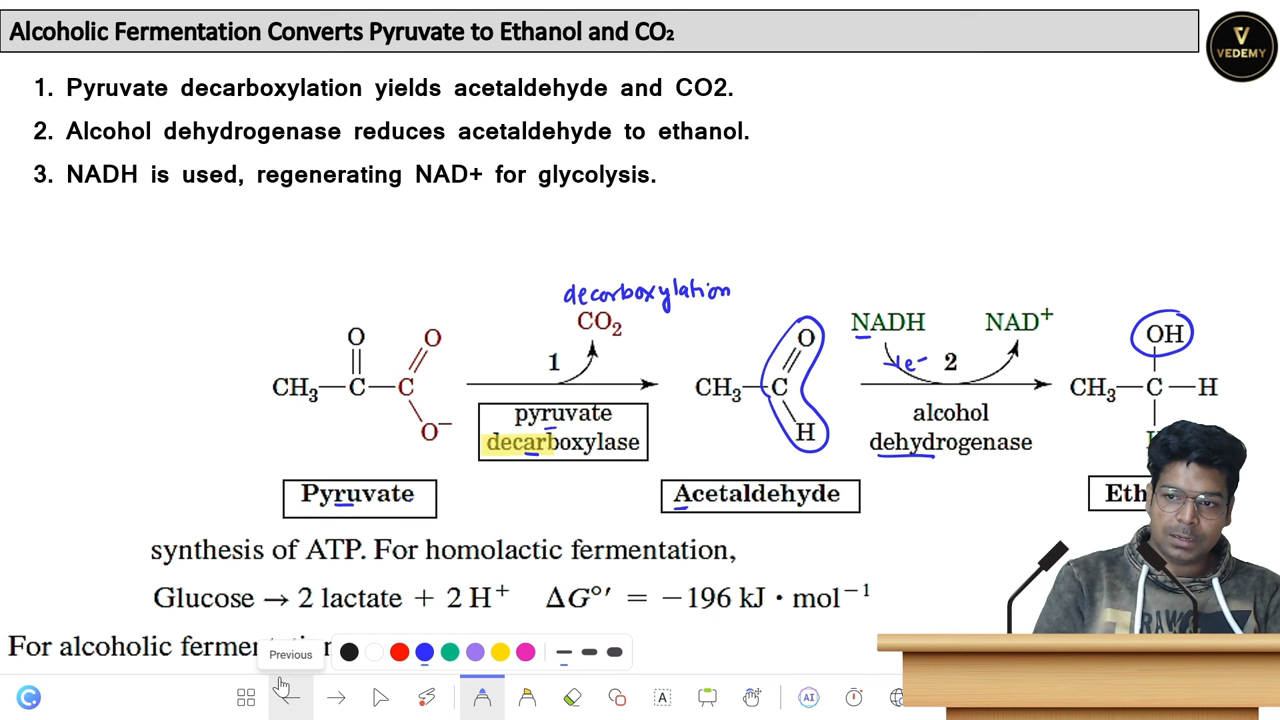 Alcoholic Fermentation Converts Pyruvate to Ethanol and CO₂
VEDEMY
1. Pyruvate decarboxylation yields acetaldehyde and CO2.
2. Alcohol dehydrogenase reduces acetaldehyde to ethanol.
3. NADH is used, regenerating NAD+ for glycolysis.
decarboxylation
CO₂
NADH
NAD⁺
O
O
O
OH
1
e⁻
2
CH₃—C—C
CH₃—C
CH₃—C—H
O⁻
H
pyruvate
decarboxylase
alcohol
dehydrogenase
Pyruvate
Acetaldehyde
Eth
synthesis of ATP. For homolactic fermentation,
Glucose → 2 lactate + 2 H⁺ ΔG°′ = −196 kJ · mol⁻¹
For alcoholic
Previous
A
AI